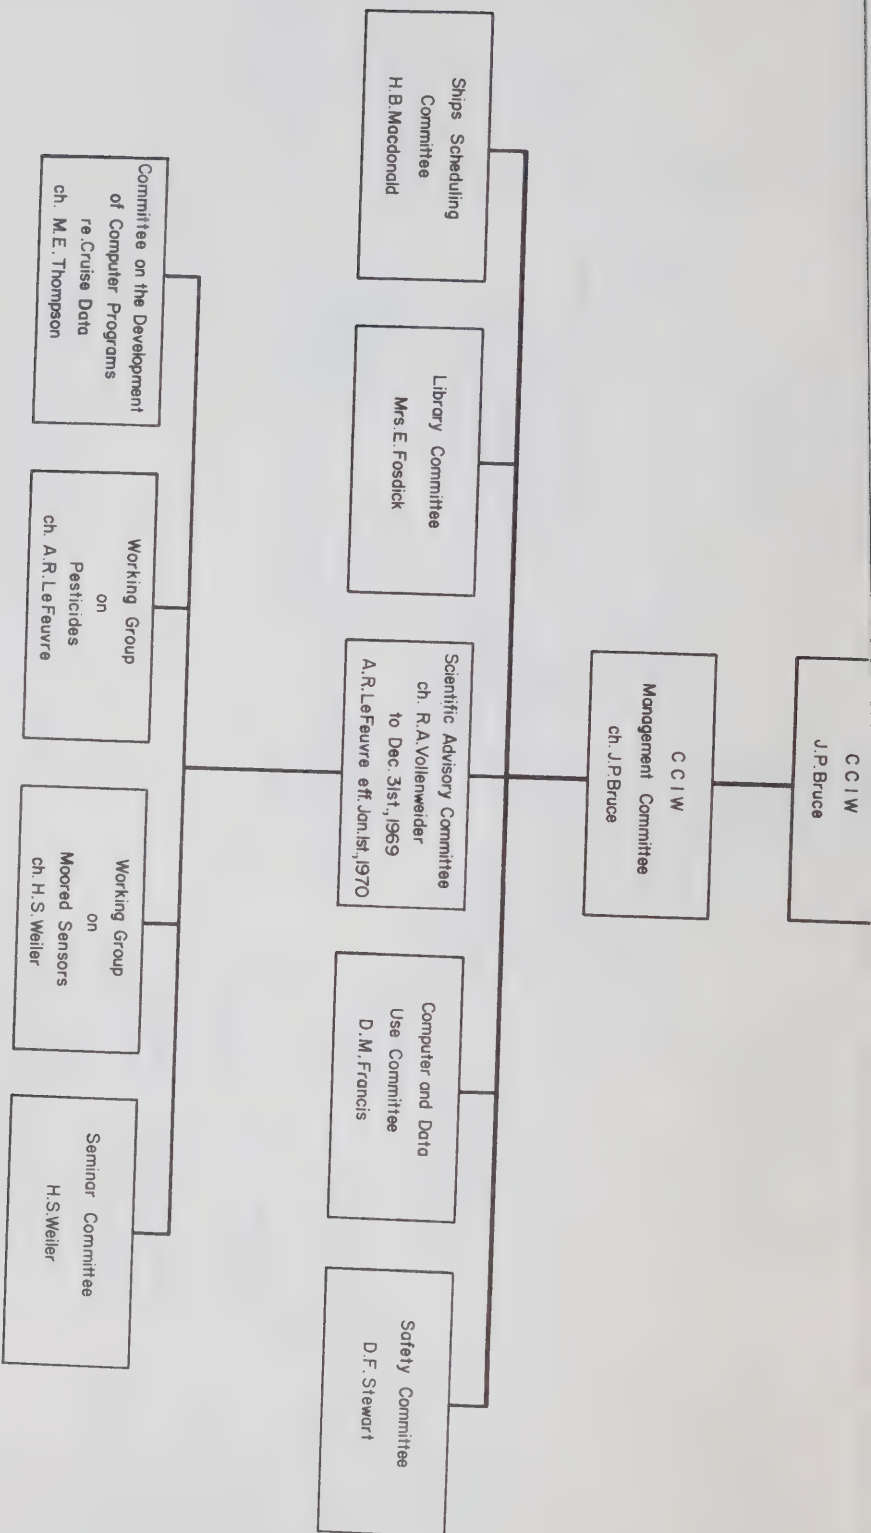 C C I W
J.P.Bruce
C C I W
Management Committee
ch. J.P.Bruce
Ships Scheduling
Committee
H.B.Macdonald
Library Committee
Mrs.E.Fosdick
Scientific Advisory Committee
ch. R.A.Vollenweider
to Dec.31st.,1969
A.R.LeFeuvre eff.Jan.1st.,1970
Computer and Data
Use Committee
D.M.Francis
Safety Committee
D.F.Stewart
Committee on the Development
of Computer Programs
re.Cruise Data
ch. M.E.Thompson
Working Group
on
Pesticides
ch. A.R.LeFeuvre
Working Group
on
Moored Sensors
ch. H.S.Weiler
Seminar Committee
H.S.Weiler